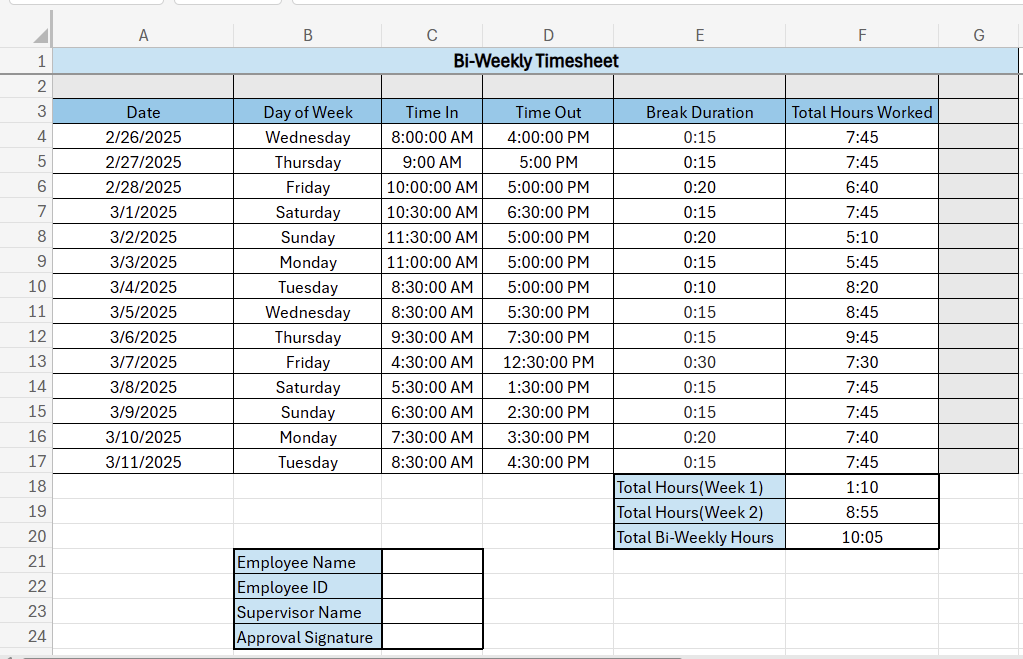 A B C D E F G
1 Bi-Weekly Timesheet
2
3 Date Day of Week Time In Time Out Break Duration Total Hours Worked
4 2/26/2025 Wednesday 8:00:00 AM 4:00:00 PM 0:15 7:45
5 2/27/2025 Thursday 9:00 AM 5:00 PM 0:15 7:45
6 2/28/2025 Friday 10:00:00 AM 5:00:00 PM 0:20 6:40
7 3/1/2025 Saturday 10:30:00 AM 6:30:00 PM 0:15 7:45
8 3/2/2025 Sunday 11:30:00 AM 5:00:00 PM 0:20 5:10
9 3/3/2025 Monday 11:00:00 AM 5:00:00 PM 0:15 5:45
10 3/4/2025 Tuesday 8:30:00 AM 5:00:00 PM 0:10 8:20
11 3/5/2025 Wednesday 8:30:00 AM 5:30:00 PM 0:15 8:45
12 3/6/2025 Thursday 9:30:00 AM 7:30:00 PM 0:15 9:45
13 3/7/2025 Friday 4:30:00 AM 12:30:00 PM 0:30 7:30
14 3/8/2025 Saturday 5:30:00 AM 1:30:00 PM 0:15 7:45
15 3/9/2025 Sunday 6:30:00 AM 2:30:00 PM 0:15 7:45
16 3/10/2025 Monday 7:30:00 AM 3:30:00 PM 0:20 7:40
17 3/11/2025 Tuesday 8:30:00 AM 4:30:00 PM 0:15 7:45
18 Total Hours(Week 1) 1:10
19 Total Hours(Week 2) 8:55
20 Total Bi-Weekly Hours 10:05
21 Employee Name
22 Employee ID
23 Supervisor Name
24 Approval Signature